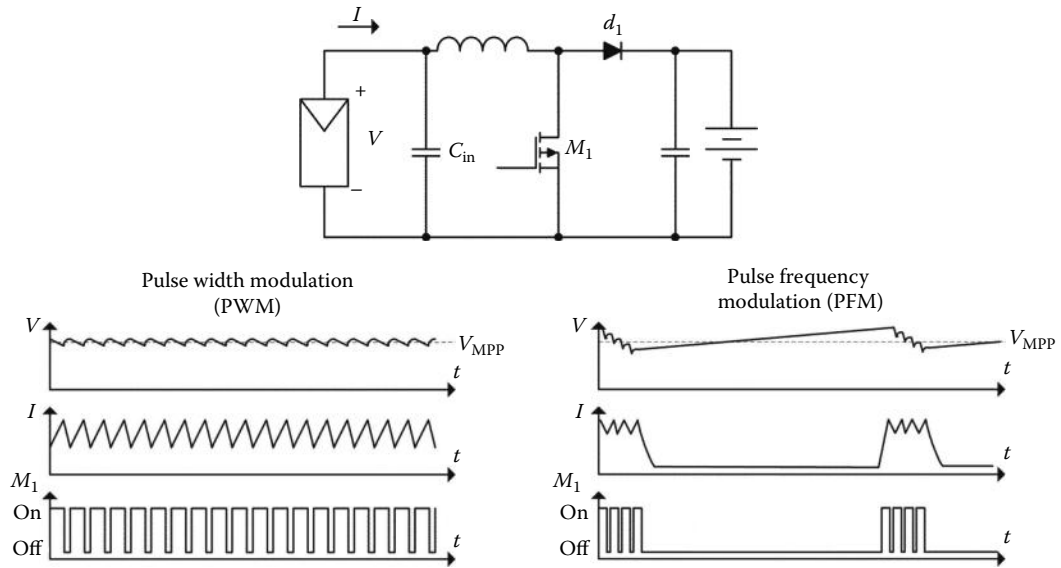 I
d1
+
V
−
Cin
M1
Pulse width modulation
(PWM)
V
VMPP
t
I
t
M1
On
Off
t
Pulse frequency
modulation (PFM)
V
VMPP
t
I
t
M1
On
Off
t